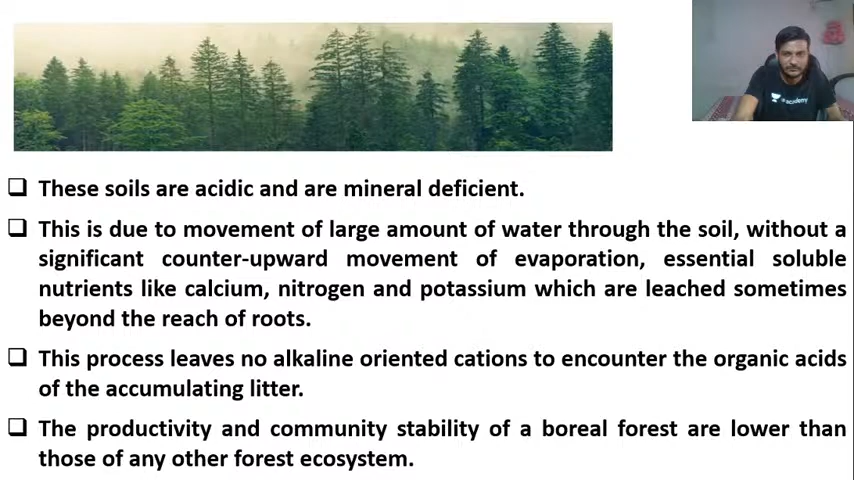 academy
❑ These soils are acidic and are mineral deficient.
❑ This is due to movement of large amount of water through the soil, without a
significant counter-upward movement of evaporation, essential soluble
nutrients like calcium, nitrogen and potassium which are leached sometimes
beyond the reach of roots.
❑ This process leaves no alkaline oriented cations to encounter the organic acids
of the accumulating litter.
❑ The productivity and community stability of a boreal forest are lower than
those of any other forest ecosystem.